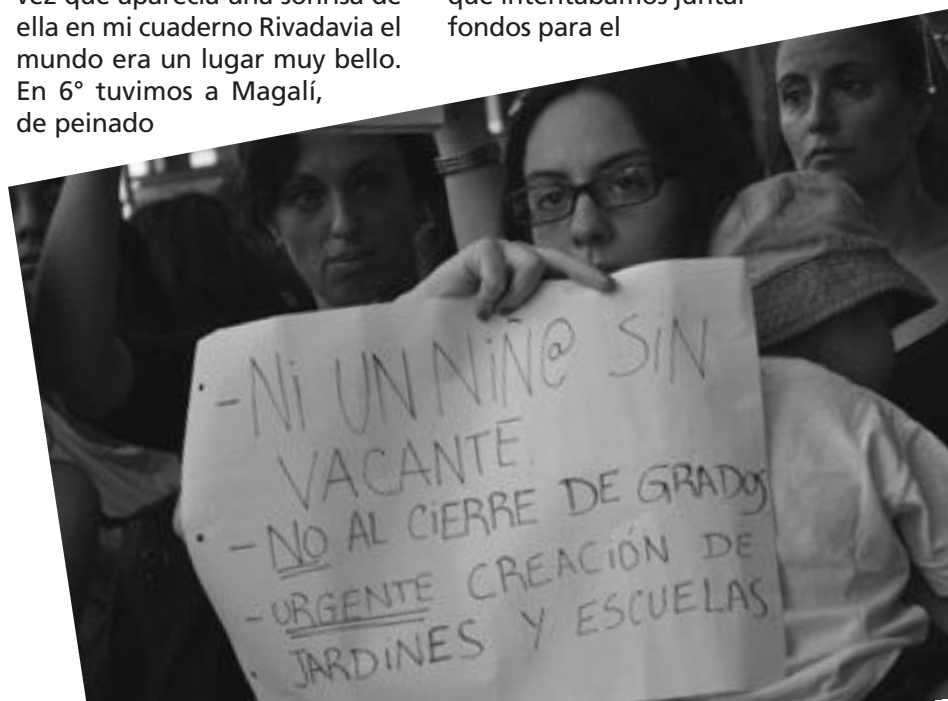 vez que aparecía una sonrisa de
ella en mi cuaderno Rivadavia el
mundo era un lugar muy bello.
En 6° tuvimos a Magalí,
de peinado
que intentábamos juntar
fondos para el
- NI UN NIÑ@ SIN
VACANTE.
- NO AL CIERRE DE GRADOS
- URGENTE CREACIÓN DE
JARDINES Y ESCUELAS